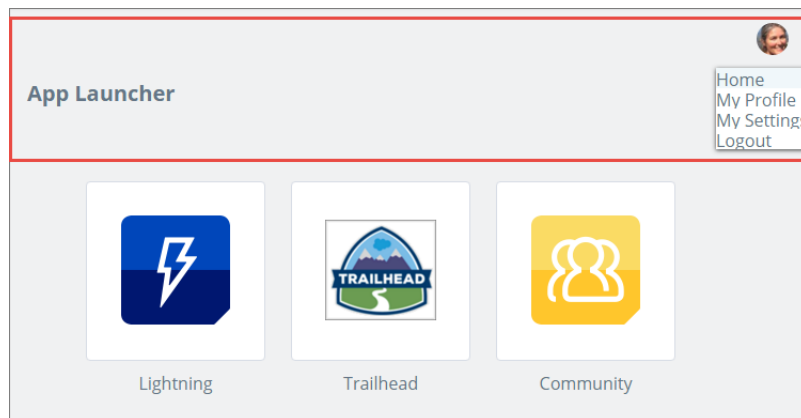 App Launcher
Home
My Profile
My Settings
Logout
TRAILHEAD
Lightning
Trailhead
Community